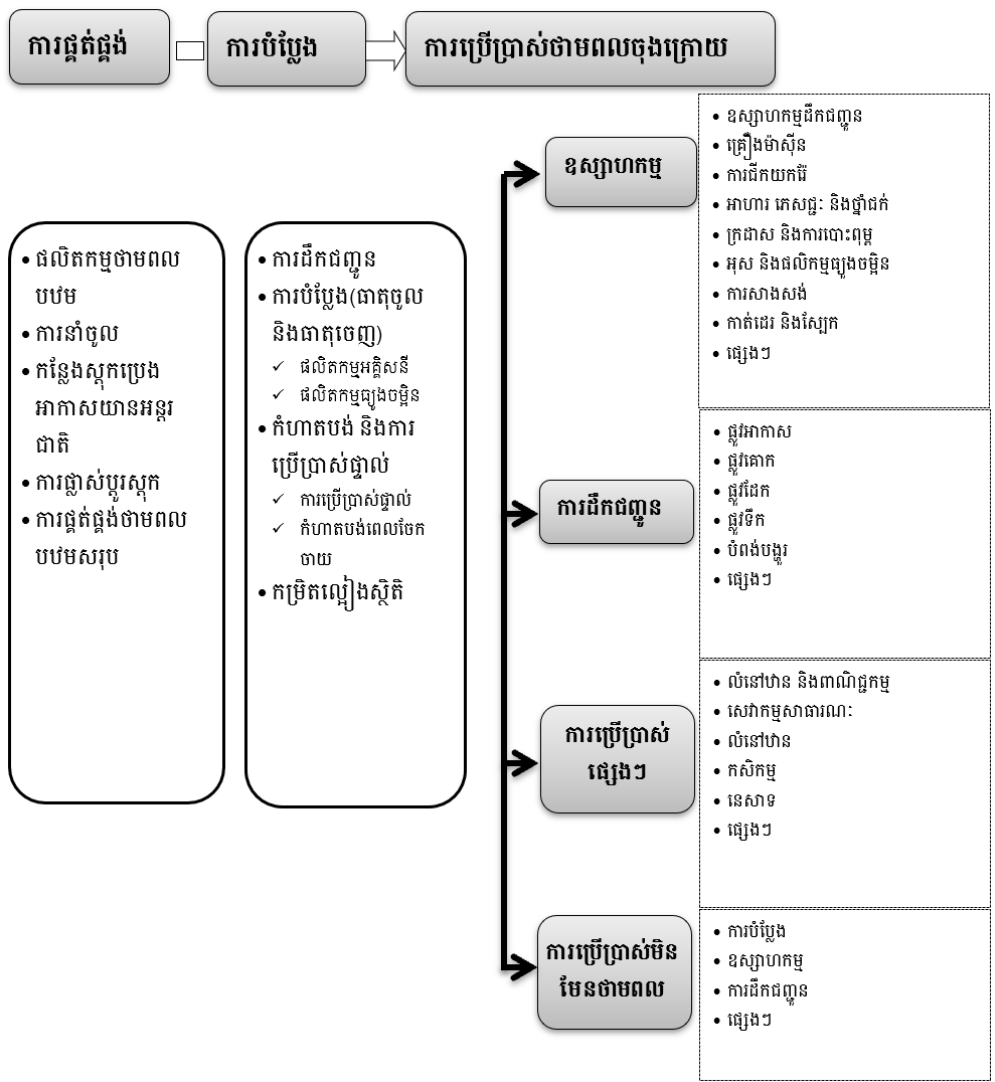 ការផ្គត់ផ្គង់
ការបំប្លែង
ការប្រើប្រាស់ថាមពលចុងក្រោយ
• ផលិតកម្មថាមពល
បឋម
• ការនាំចូល
• កន្លែងស្តុកប្រេង
អាកាសយានអន្តរ
ជាតិ
• ការផ្លាស់ប្តូរស្តុក
• ការផ្គត់ផ្គង់ថាមពល
បឋមសរុប
• ការដឹកជញ្ជូន
• ការបំប្លែង(ធាតុចូល
និងធាតុចេញ)
✓ ផលិតកម្មអគ្គិសនី
✓ ផលិតកម្មធ្យូងចម្អិន
• កំហាតបង់ និងការ
ប្រើប្រាស់ផ្ទាល់
✓ ការប្រើប្រាស់ផ្ទាល់
✓ កំហាតបង់ពេលចែក
ចាយ
• កម្រិតល្អៀងស្ថិតិ
ឧស្សាហកម្ម
• ឧស្សាហកម្មដឹកជញ្ជូន
• គ្រឿងម៉ាស៊ីន
• ការជីកយករ៉ែ
• អាហារ ភេសជ្ជៈ និងថ្នាំជក់
• ក្រដាស និងការបោះពុម្ព
• អុស និងផលិកម្មធ្យូងចម្អិន
• ការសាងសង់
• កាត់ដេរ និងស្បែក
• ផ្សេងៗ
ការដឹកជញ្ជូន
• ផ្លូវអាកាស
• ផ្លូវគោក
• ផ្លូវដែក
• ផ្លូវទឹក
• បំពង់បង្ហូរ
• ផ្សេងៗ
ការប្រើប្រាស់
ផ្សេងៗ
• លំនៅឋាន និងពាណិជ្ជកម្ម
• សេវាកម្មសាធារណៈ
• លំនៅឋាន
• កសិកម្ម
• នេសាទ
• ផ្សេងៗ
ការប្រើប្រាស់មិន
មែនថាមពល
• ការបំប្លែង
• ឧស្សាហកម្ម
• ការដឹកជញ្ជូន
• ផ្សេងៗ